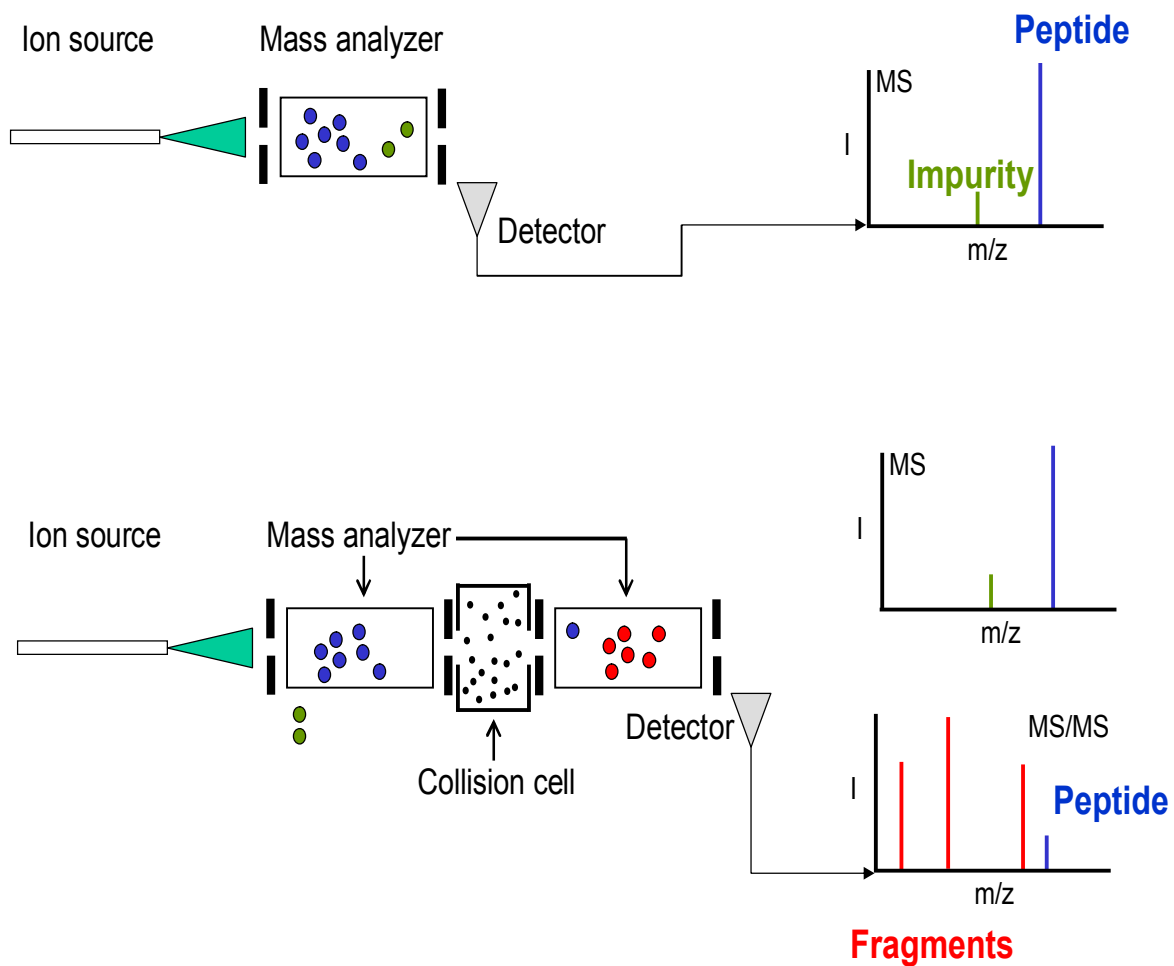 Ion source
Mass analyzer
Peptide
MS
I
Impurity
Detector
m/z
MS
I
Ion source
Mass analyzer
m/z
Detector
MS/MS
Collision cell
I
Peptide
m/z
Fragments